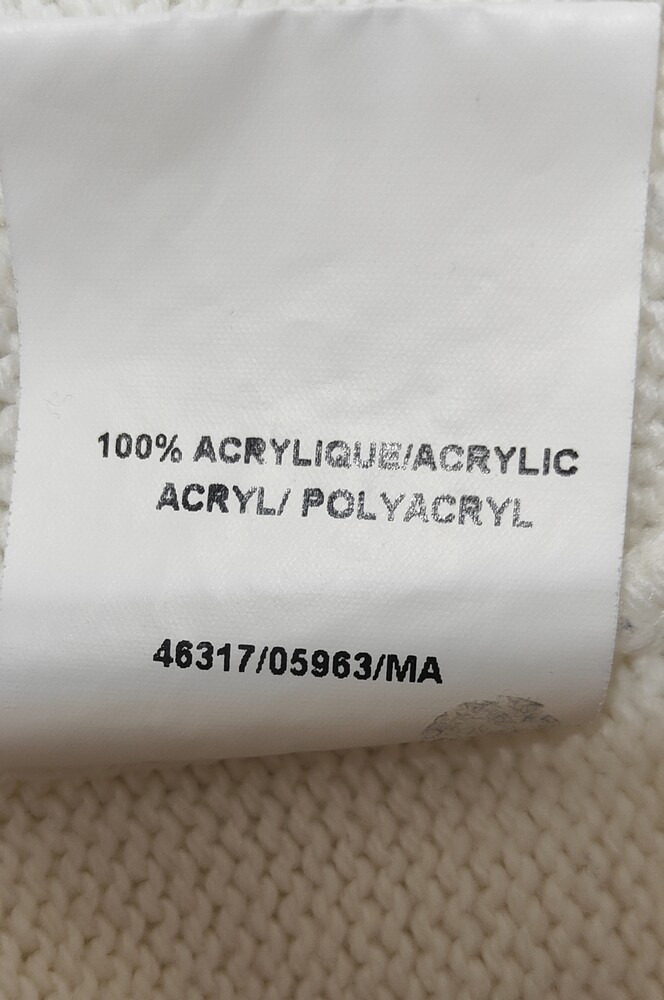 100% ACRYLIQUE/ACRYLIC
ACRYL/ POLYACRYL
46317/05963/MA